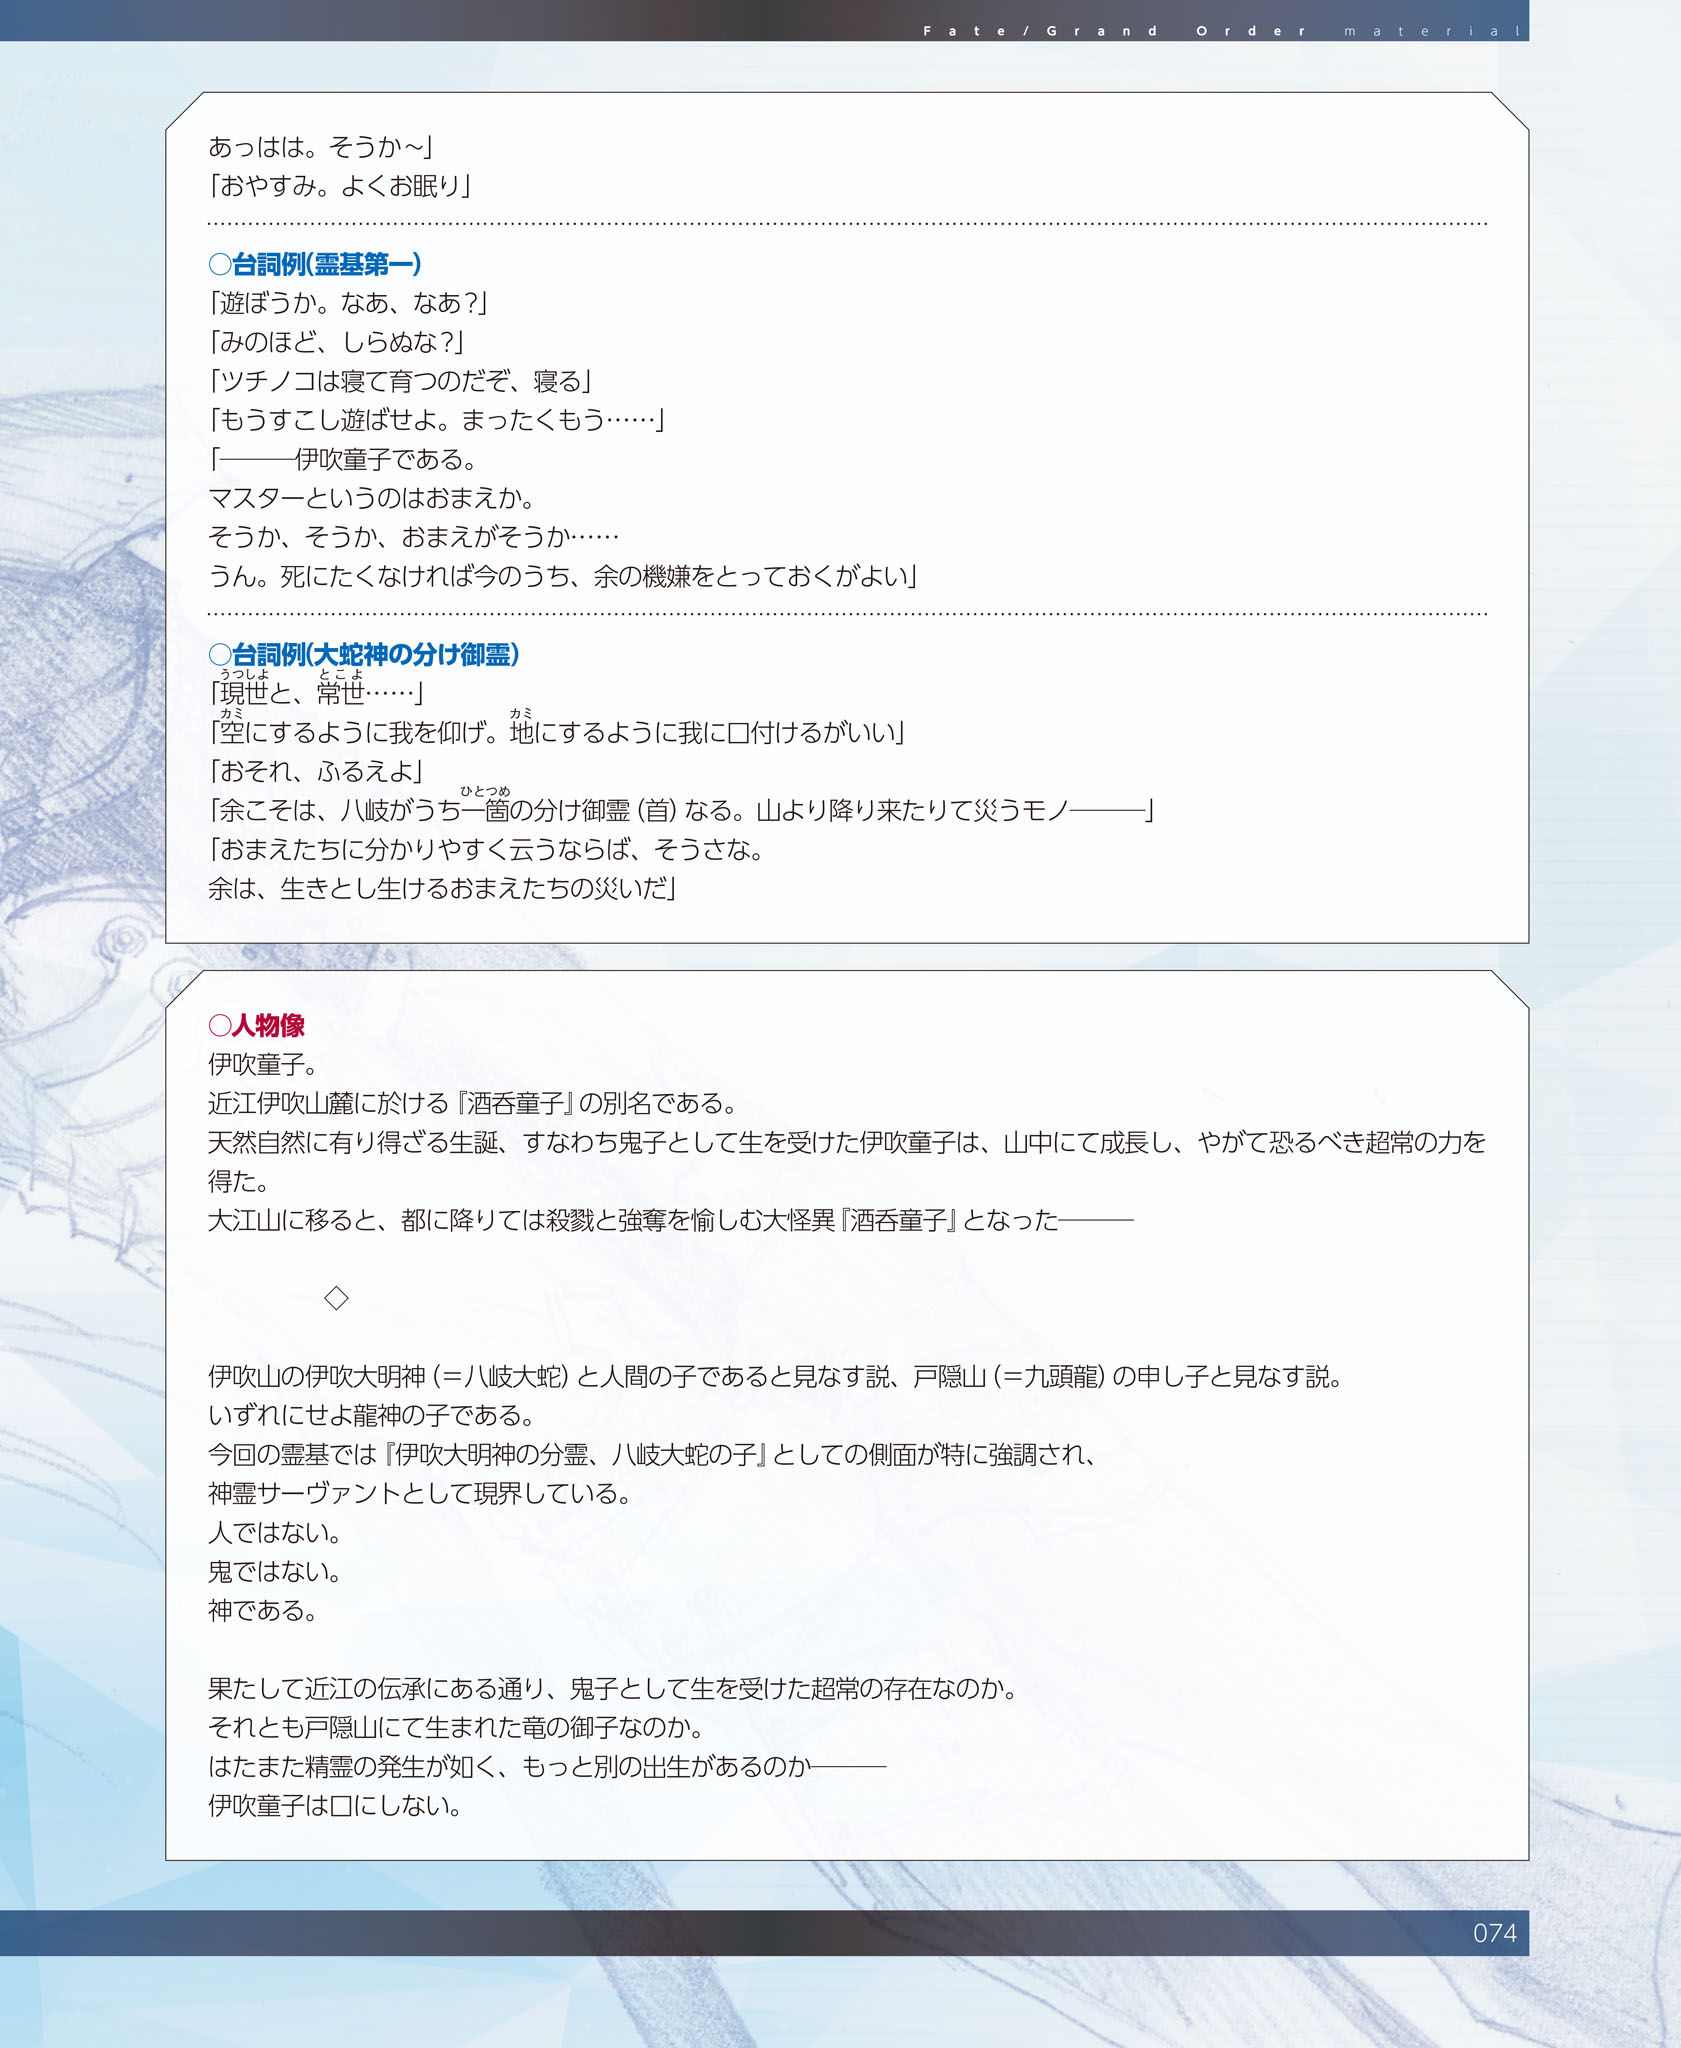 Fate/Grand Order material
あっはは。そうか～」
「おやすみ。よくお眠り」
○台詞例(霊基第一)
「遊ぼうか。なあ、なあ?」
「みのほど、しらぬな?」
「ツチノコは寝て育つのだぞ、寝る」
「もうすこし遊ばせよ。まったくもう……」
「―――伊吹童子である。
マスターというのはおまえか。
そうか、そうか、おまえがそうか……
うん。死にたくなければ今のうち、余の機嫌をとっておくがよい」
○台詞例(大蛇神の分け御霊)
うつしよ とこよ
「現世と、常世……」
カミ カミ
「空にするように我を仰げ。地にするように我に口付けるがいい」
「おそれ、ふるえよ」
ひとつめ
「余こそは、八岐がうち一箇の分け御霊(首)なる。山より降り来たりて災うモノ―――」
「おまえたちに分かりやすく云うならば、そうさな。
余は、生きとし生けるおまえたちの災いだ」
○人物像
伊吹童子。
近江伊吹山麓に於ける『酒呑童子』の別名である。
天然自然に有り得ざる生誕、すなわち鬼子として生を受けた伊吹童子は、山中にて成長し、やがて恐るべき超常の力を
得た。
大江山に移ると、都に降りては殺戮と強奪を愉しむ大怪異『酒呑童子』となった―――
◇
伊吹山の伊吹大明神(＝八岐大蛇)と人間の子であると見なす説、戸隠山(＝九頭龍)の申し子と見なす説。
いずれにせよ龍神の子である。
今回の霊基では『伊吹大明神の分霊、八岐大蛇の子』としての側面が特に強調され、
神霊サーヴァントとして現界している。
人ではない。
鬼ではない。
神である。
果たして近江の伝承にある通り、鬼子として生を受けた超常の存在なのか。
それとも戸隠山にて生まれた竜の御子なのか。
はたまた精霊の発生が如く、もっと別の出生があるのか―――
伊吹童子は口にしない。
074